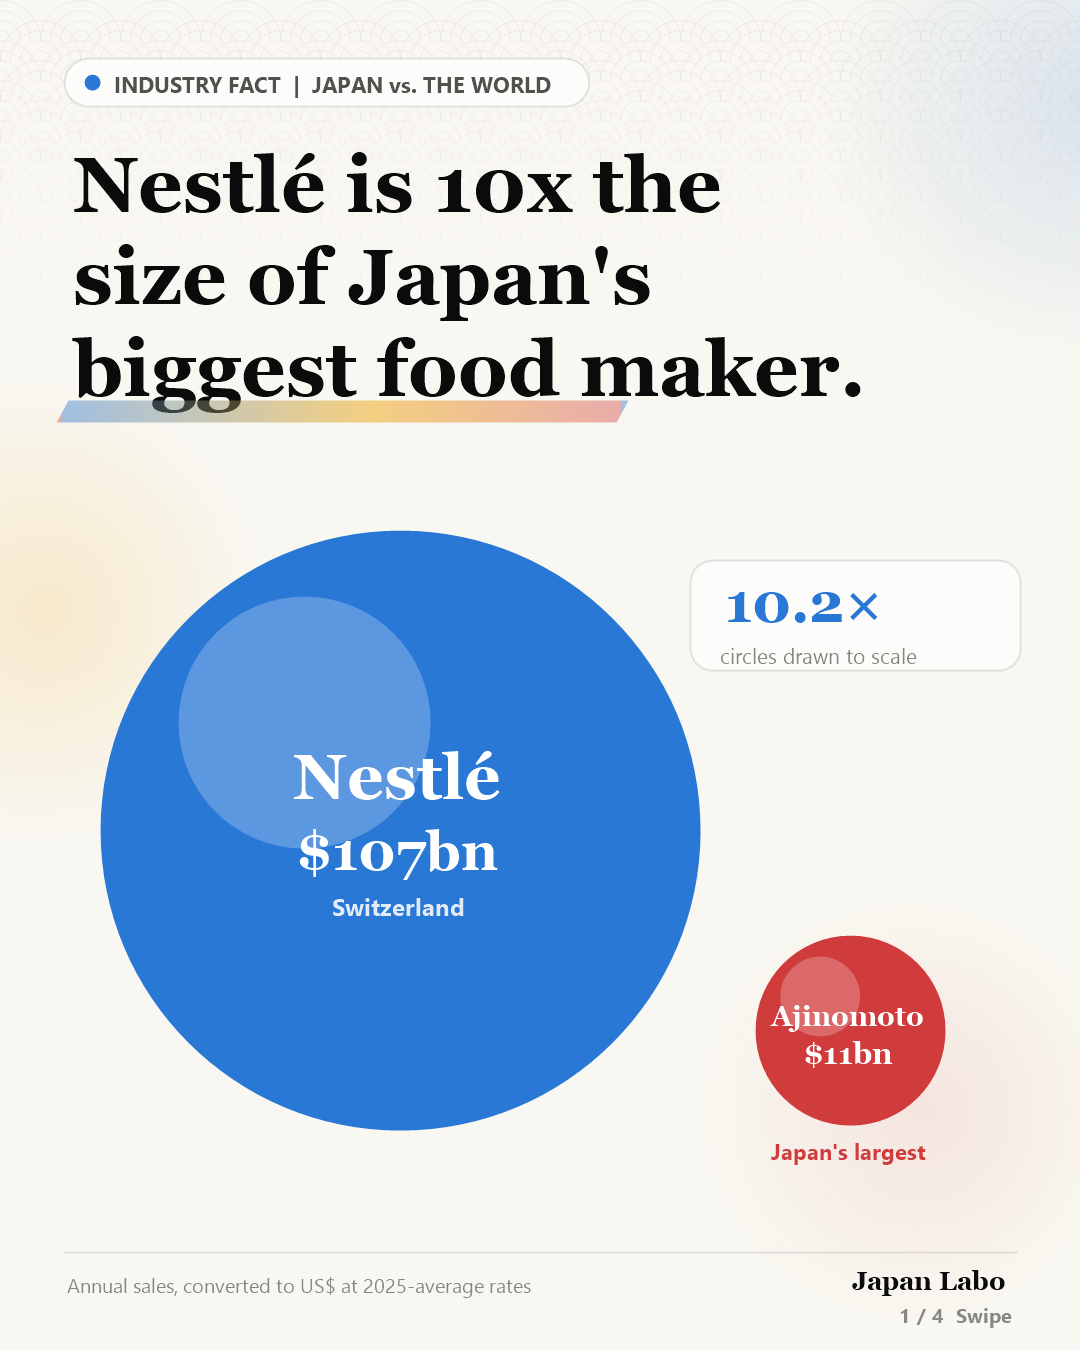 INDUSTRY FACT | JAPAN vs. THE WORLD
Nestlé is 10x the
size of Japan's
biggest food maker.
10.2×
circles drawn to scale
Nestlé
$107bn
Switzerland
Ajinomoto
$11bn
Japan's largest
Annual sales, converted to US$ at 2025-average rates
Japan Labo
1 / 4 Swipe